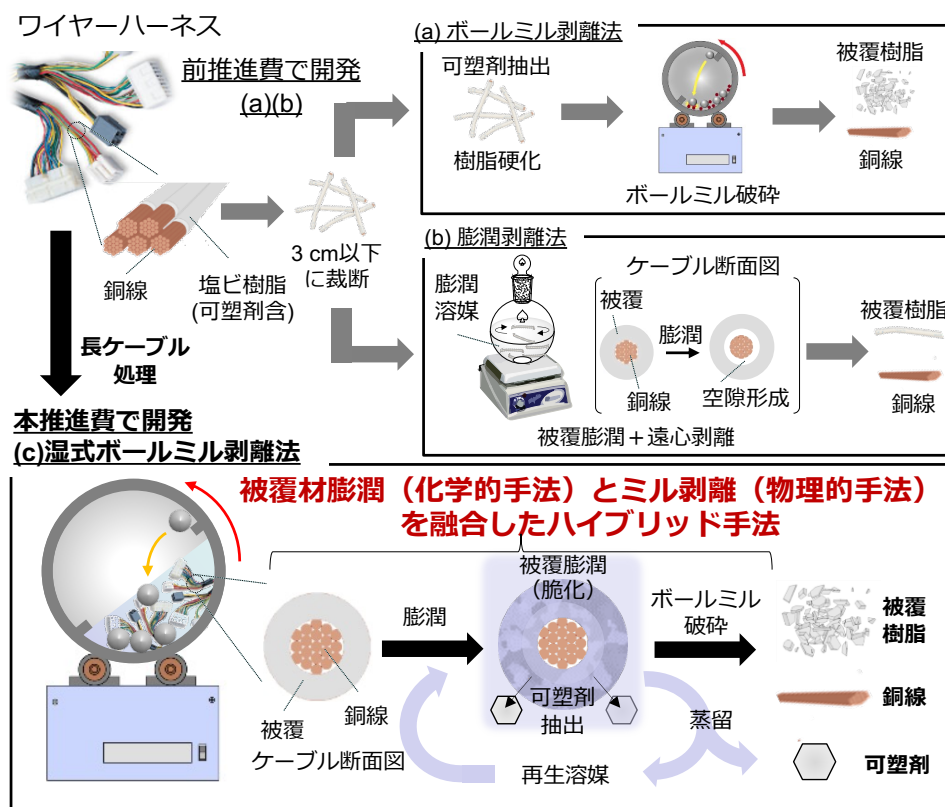 ワイヤーハーネス
前推進費で開発
(a)(b)
銅線
塩ビ樹脂
(可塑剤含)
3 cm以下
に裁断
(a) ボールミル剥離法
可塑剤抽出
樹脂硬化
ボールミル破砕
被覆樹脂
銅線
(b) 膨潤剥離法
膨潤
溶媒
ケーブル断面図
被覆
膨潤
銅線
空隙形成
被覆膨潤＋遠心剥離
被覆樹脂
銅線
長ケーブル
処理
本推進費で開発
(c)湿式ボールミル剥離法
被覆材膨潤（化学的手法）とミル剥離（物理的手法）
を融合したハイブリッド手法
被覆
銅線
ケーブル断面図
膨潤
被覆膨潤
（脆化）
可塑剤
抽出
ボールミル
破砕
蒸留
再生溶媒
被覆
樹脂
銅線
可塑剤